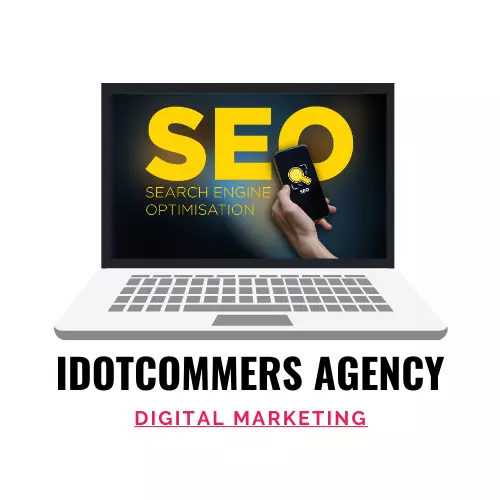 SEO
SEARCH ENGINE
OPTIMISATION
SEO
IDOTCOMMERS AGENCY
DIGITAL MARKETING